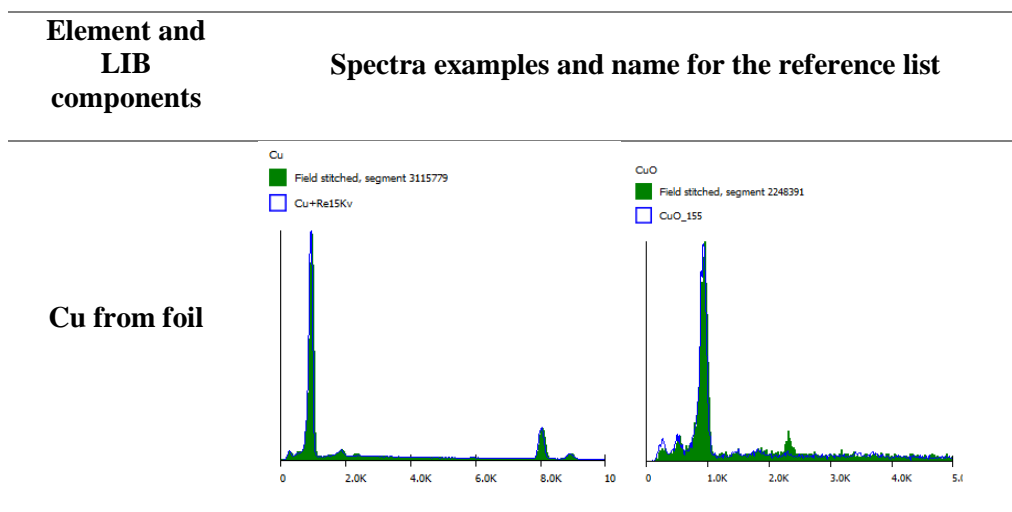 Element and
LIB
components
Spectra examples and name for the reference list
Cu from foil
Cu
Field stitched, segment 3115779
Cu+Re15Kv
0 2.0K 4.0K 6.0K 8.0K 10
CuO
Field stitched, segment 2248391
CuO_155
0 1.0K 2.0K 3.0K 4.0K